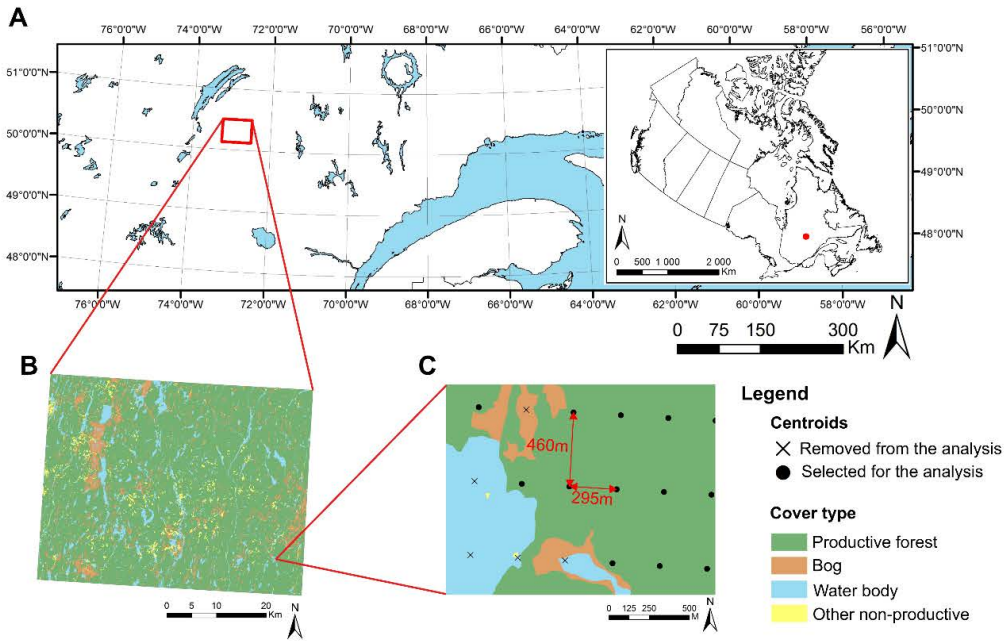 A
76°0'0"W 74°0'0"W 72°0'0"W 70°0'0"W 68°0'0"W 66°0'0"W 64°0'0"W 62°0'0"W 60°0'0"W 58°0'0"W 56°0'0"W
51°0'0"N
50°0'0"N
49°0'0"N
48°0'0"N
51°0'0"N
50°0'0"N
49°0'0"N
48°0'0"N
N
0 500 1 000 2 000
Km
76°0'0"W 74°0'0"W 72°0'0"W 70°0'0"W 68°0'0"W 66°0'0"W 64°0'0"W 62°0'0"W 60°0'0"W 58°0'0"W
N
0 75 150 300
Km
B
0 5 10 20
Km
N
C
460m
295m
0 125 250 500
M
N
Legend
Centroids
Removed from the analysis
Selected for the analysis
Cover type
Productive forest
Bog
Water body
Other non-productive